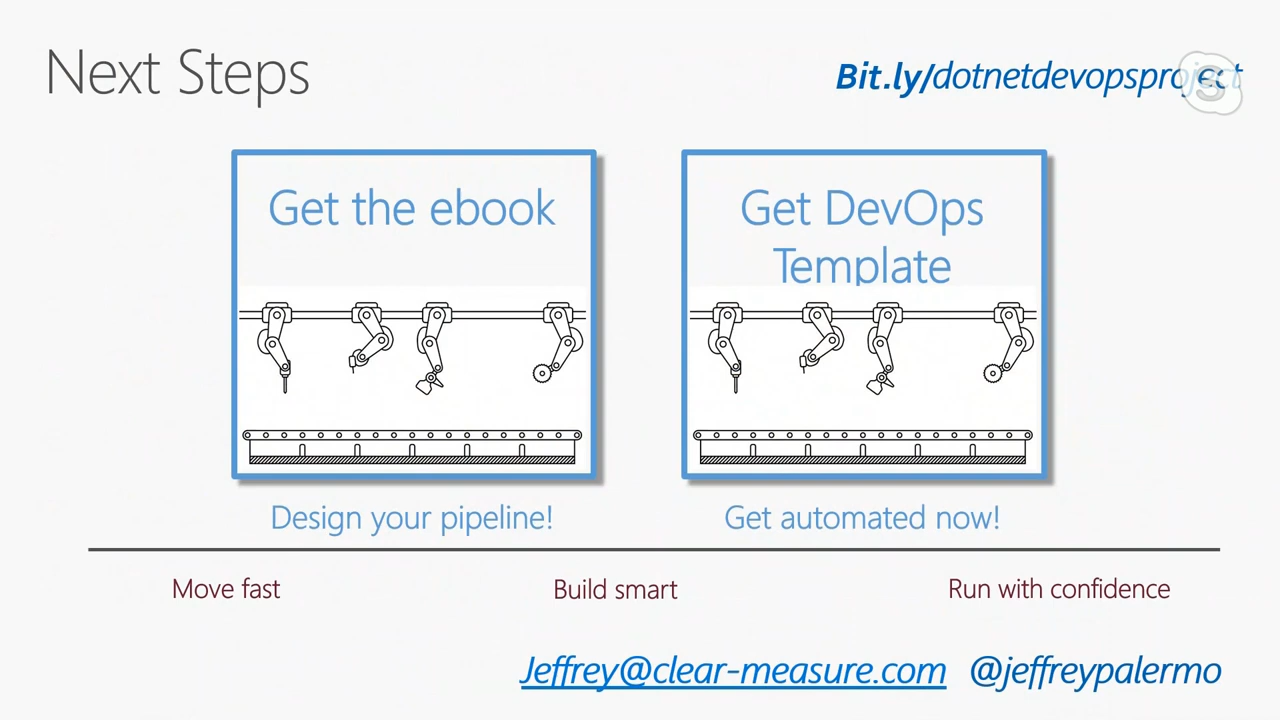 Next Steps
Bit.ly/dotnetdevopsproject
Get the ebook
Get DevOps
Template
Design your pipeline!
Get automated now!
Move fast
Build smart
Run with confidence
Jeffrey@clear-measure.com @jeffreypalermo